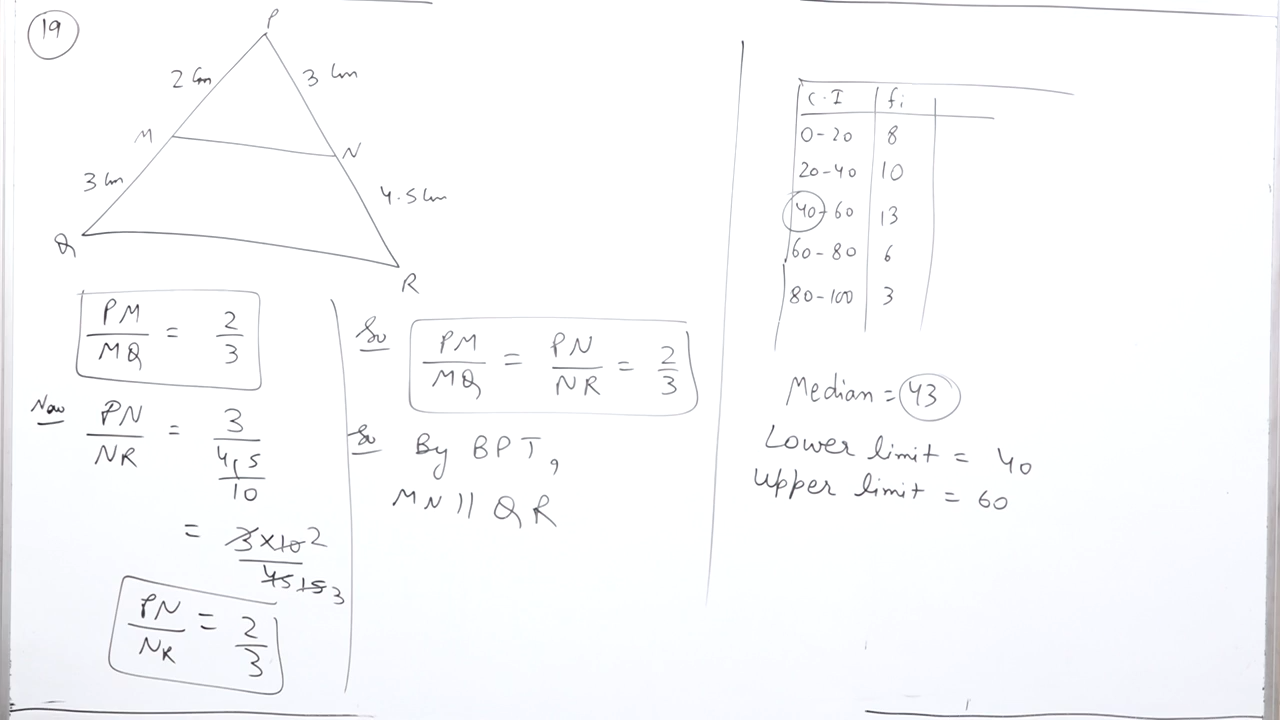 19
P
2 cm
3 cm
M
N
3 cm
4.5 cm
Q
R
PM/MQ = 2/3
Now PN/NR = 3/(45/10)
= 3×10 2/45 15 3
PN/NR = 2/3
So PM/MQ = PN/NR = 2/3
So By BPT,
MN || QR
C.I fi
0-20 8
20-40 10
40-60 13
60-80 6
80-100 3
Median = 43
Lower limit = 40
Upper limit = 60